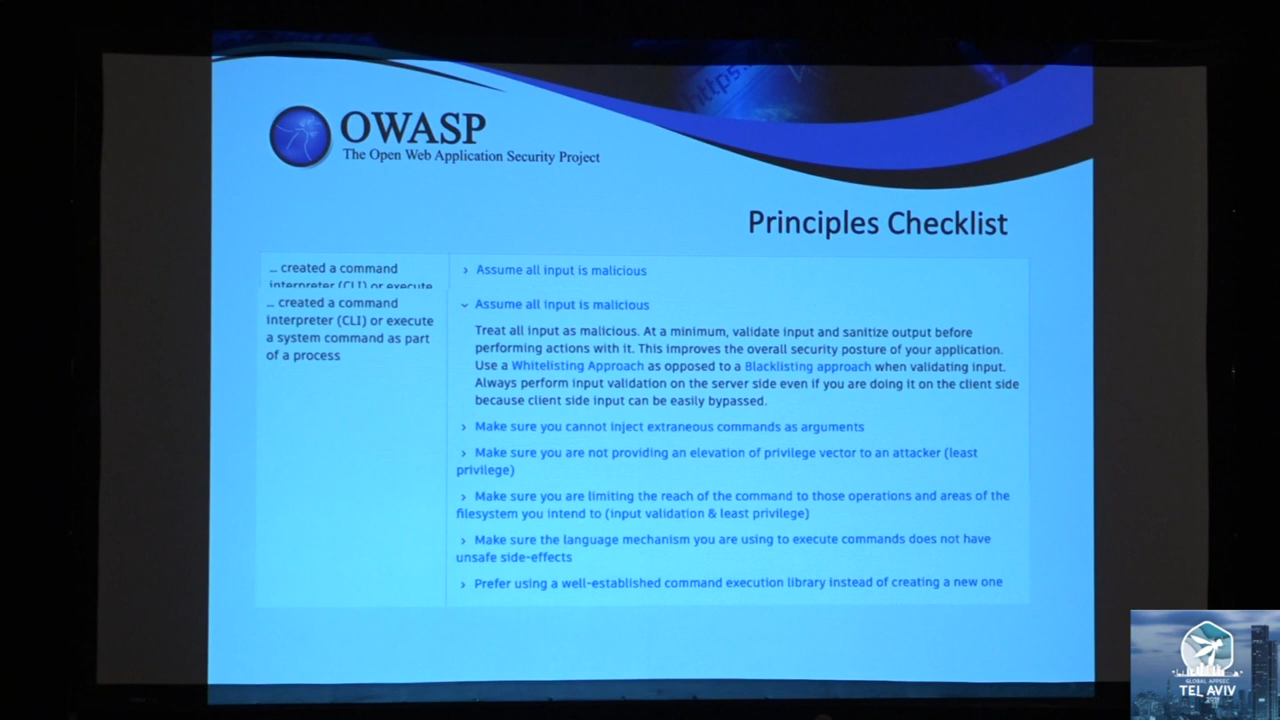 https:
OWASP
The Open Web Application Security Project
Principles Checklist
… created a command
interpreter (CLI) or execute
› Assume all input is malicious
… created a command
interpreter (CLI) or execute
a system command as part
of a process
Assume all input is malicious
Treat all input as malicious. At a minimum, validate input and sanitize output before
performing actions with it. This improves the overall security posture of your application.
Use a Whitelisting Approach as opposed to a Blacklisting approach when validating input.
Always perform input validation on the server side even if you are doing it on the client side
because client side input can be easily bypassed.
› Make sure you cannot inject extraneous commands as arguments
› Make sure you are not providing an elevation of privilege vector to an attacker (least
privilege)
› Make sure you are limiting the reach of the command to those operations and areas of the
filesystem you intend to (input validation & least privilege)
› Make sure the language mechanism you are using to execute commands does not have
unsafe side-effects
› Prefer using a well-established command execution library instead of creating a new one
GLOBAL APPSEC
TEL AVIV